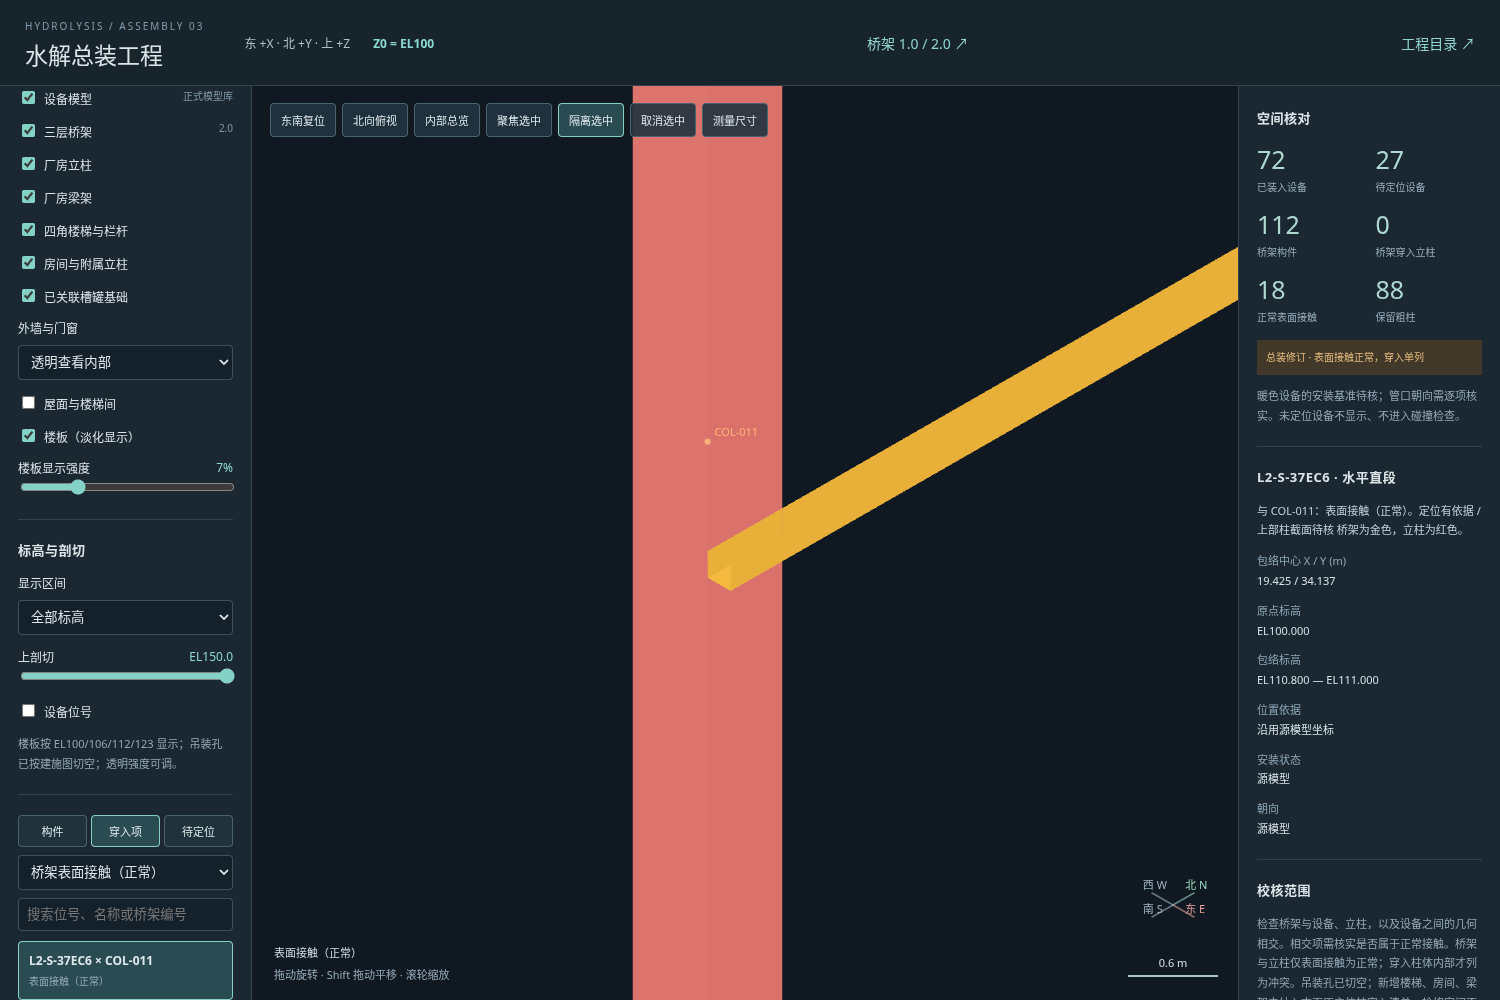 HYDROLYSIS / ASSEMBLY 03
水解总装工程
东 +X · 北 +Y · 上 +Z
Z0 = EL100
桥架 1.0 / 2.0 ↗
工程目录 ↗
设备模型
正式模型库
三层桥架
2.0
厂房立柱
厂房梁架
四角楼梯与栏杆
房间与附属立柱
已关联槽罐基础
外墙与门窗
透明查看内部
屋面与楼梯间
楼板（淡化显示）
楼板显示强度
7%
标高与剖切
显示区间
全部标高
上剖切
EL150.0
设备位号
楼板按 EL100/106/112/123 显示；吊装孔
已按建施图切空；透明强度可调。
构件
穿入项
待定位
桥架表面接触（正常）
搜索位号、名称或桥架编号
L2-S-37EC6 × COL-011
表面接触（正常）
东南复位
北向俯视
内部总览
聚焦选中
隔离选中
取消选中
测量尺寸
COL-011
西 W
北 N
南 S
东 E
0.6 m
表面接触（正常）
拖动旋转 · Shift 拖动平移 · 滚轮缩放
空间核对
72
27
已装入设备
待定位设备
112
0
桥架构件
桥架穿入立柱
18
88
正常表面接触
保留粗柱
总装修订 · 表面接触正常，穿入单列
暖色设备的安装基准待核；管口朝向需逐项核
实。未定位设备不显示、不进入碰撞检查。
L2-S-37EC6 · 水平直段
与 COL-011：表面接触（正常）。定位有依据 /
上部柱截面待核 桥架为金色，立柱为红色。
包络中心 X / Y (m)
19.425 / 34.137
原点标高
EL100.000
包络标高
EL110.800 — EL111.000
位置依据
沿用源模型坐标
安装状态
源模型
朝向
源模型
校核范围
检查桥架与设备、立柱，以及设备之间的几何
相交。相交项需核实是否属于正常接触。桥架
与立柱仅表面接触为正常；穿入柱体内部才列
为冲突。吊装孔已切空；新增楼梯、房间、梁